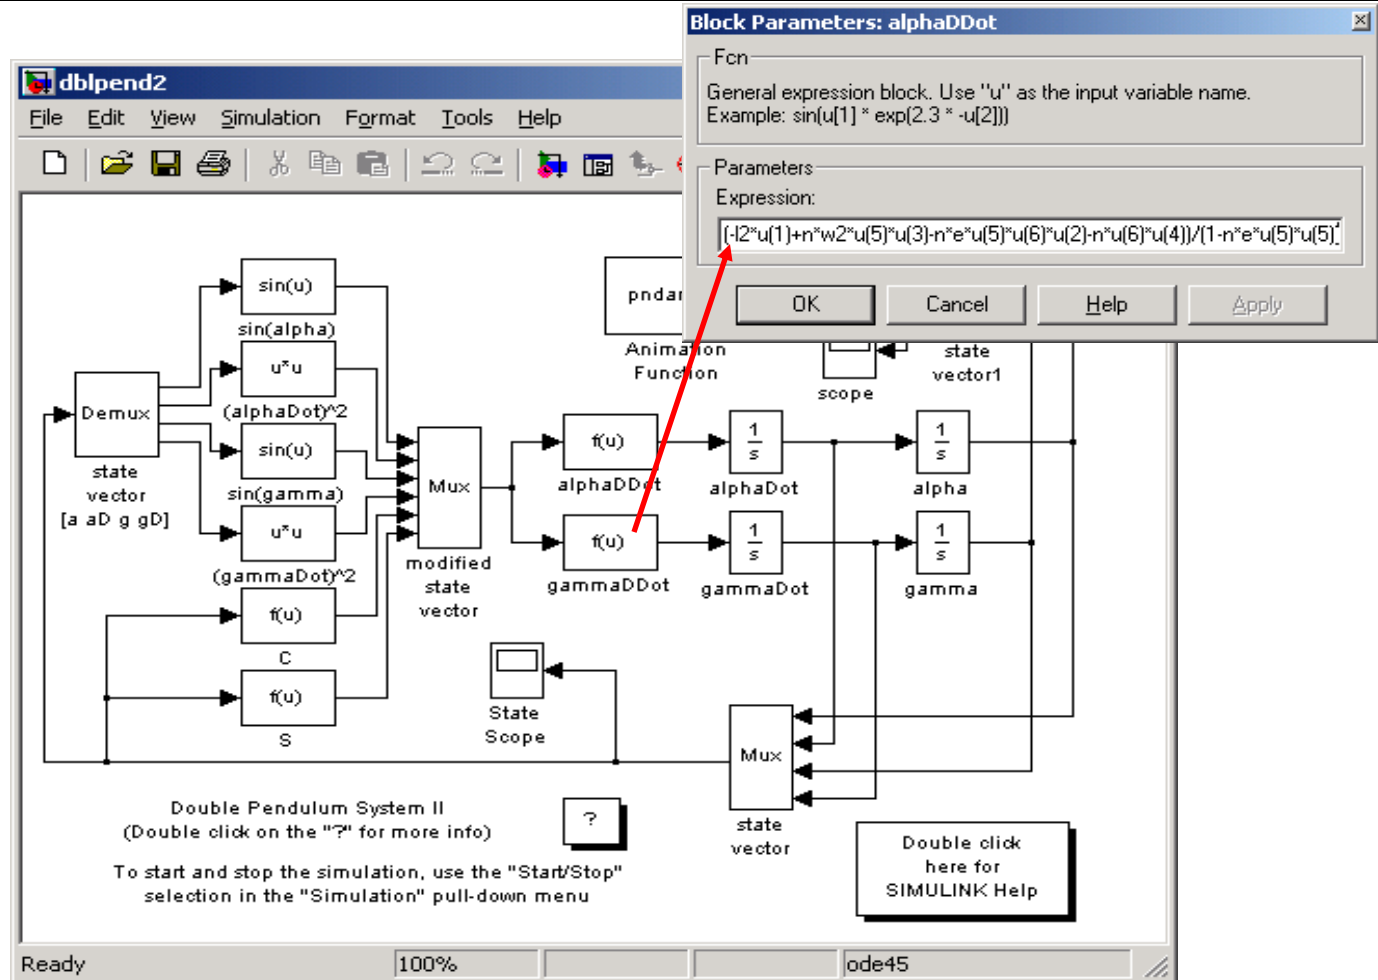 Block Parameters: alphaDDot
Fcn
General expression block. Use "u" as the input variable name.
Example: sin(u[1] * exp(2.3 * -u[2]))
Parameters
Expression:
(-l2*u(1)+n*w2*u(5)*u(3)-n*e*u(5)*u(6)*u(2)-n*u(6)*u(4))/(1-n*e*u(5)*u(5)
OK Cancel Help Apply
dblpend2
File Edit View Simulation Format Tools Help
sin(u)
sin(alpha)
u*u
(alphaDot)^2
Demux
state
vector
[a aD g gD]
sin(u)
sin(gamma)
u*u
(gammaDot)^2
f(u)
C
f(u)
S
Mux
modified
state
vector
Animation
Function
scope
state
vector1
f(u)
alphaDDot
1
s
alphaDot
1
s
alpha
f(u)
gammaDDot
1
s
gammaDot
1
s
gamma
State
Scope
Mux
state
vector
Double Pendulum System II
(Double click on the "?" for more info)
?
To start and stop the simulation, use the "Start/Stop"
selection in the "Simulation" pull-down menu
Double click
here for
SIMULINK Help
Ready 100% ode45